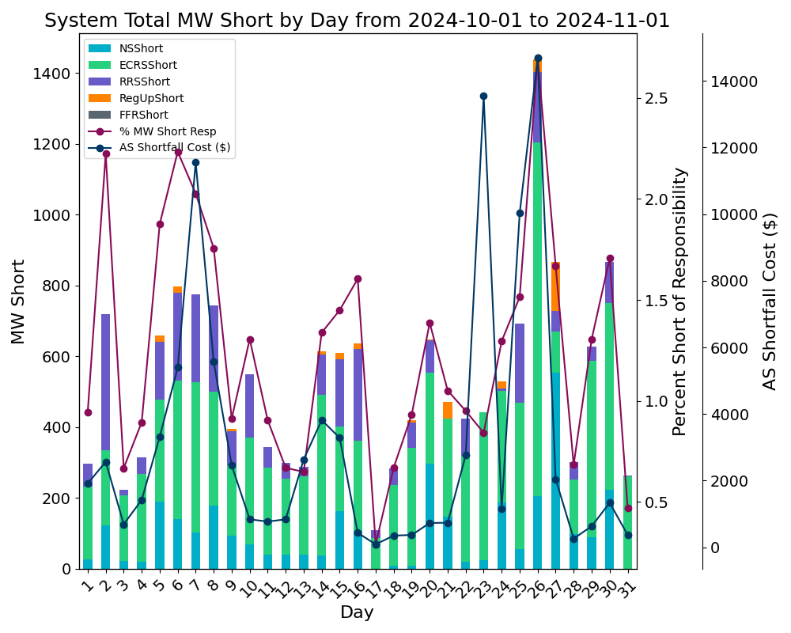 System Total MW Short by Day from 2024-10-01 to 2024-11-01
NSShort
ECRSShort
RRSShort
RegUpShort
FFRShort
% MW Short Resp
AS Shortfall Cost ($)
MW Short
1400
1200
1000
800
600
400
200
0
2.5
2.0
1.5
1.0
0.5
Percent Short of Responsibility
14000
12000
10000
8000
6000
4000
2000
0
AS Shortfall Cost ($)
1 2 3 4 5 6 7 8 9 10 11 12 13 14 15 16 17 18 19 20 21 22 23 24 25 26 27 28 29 30 31
Day